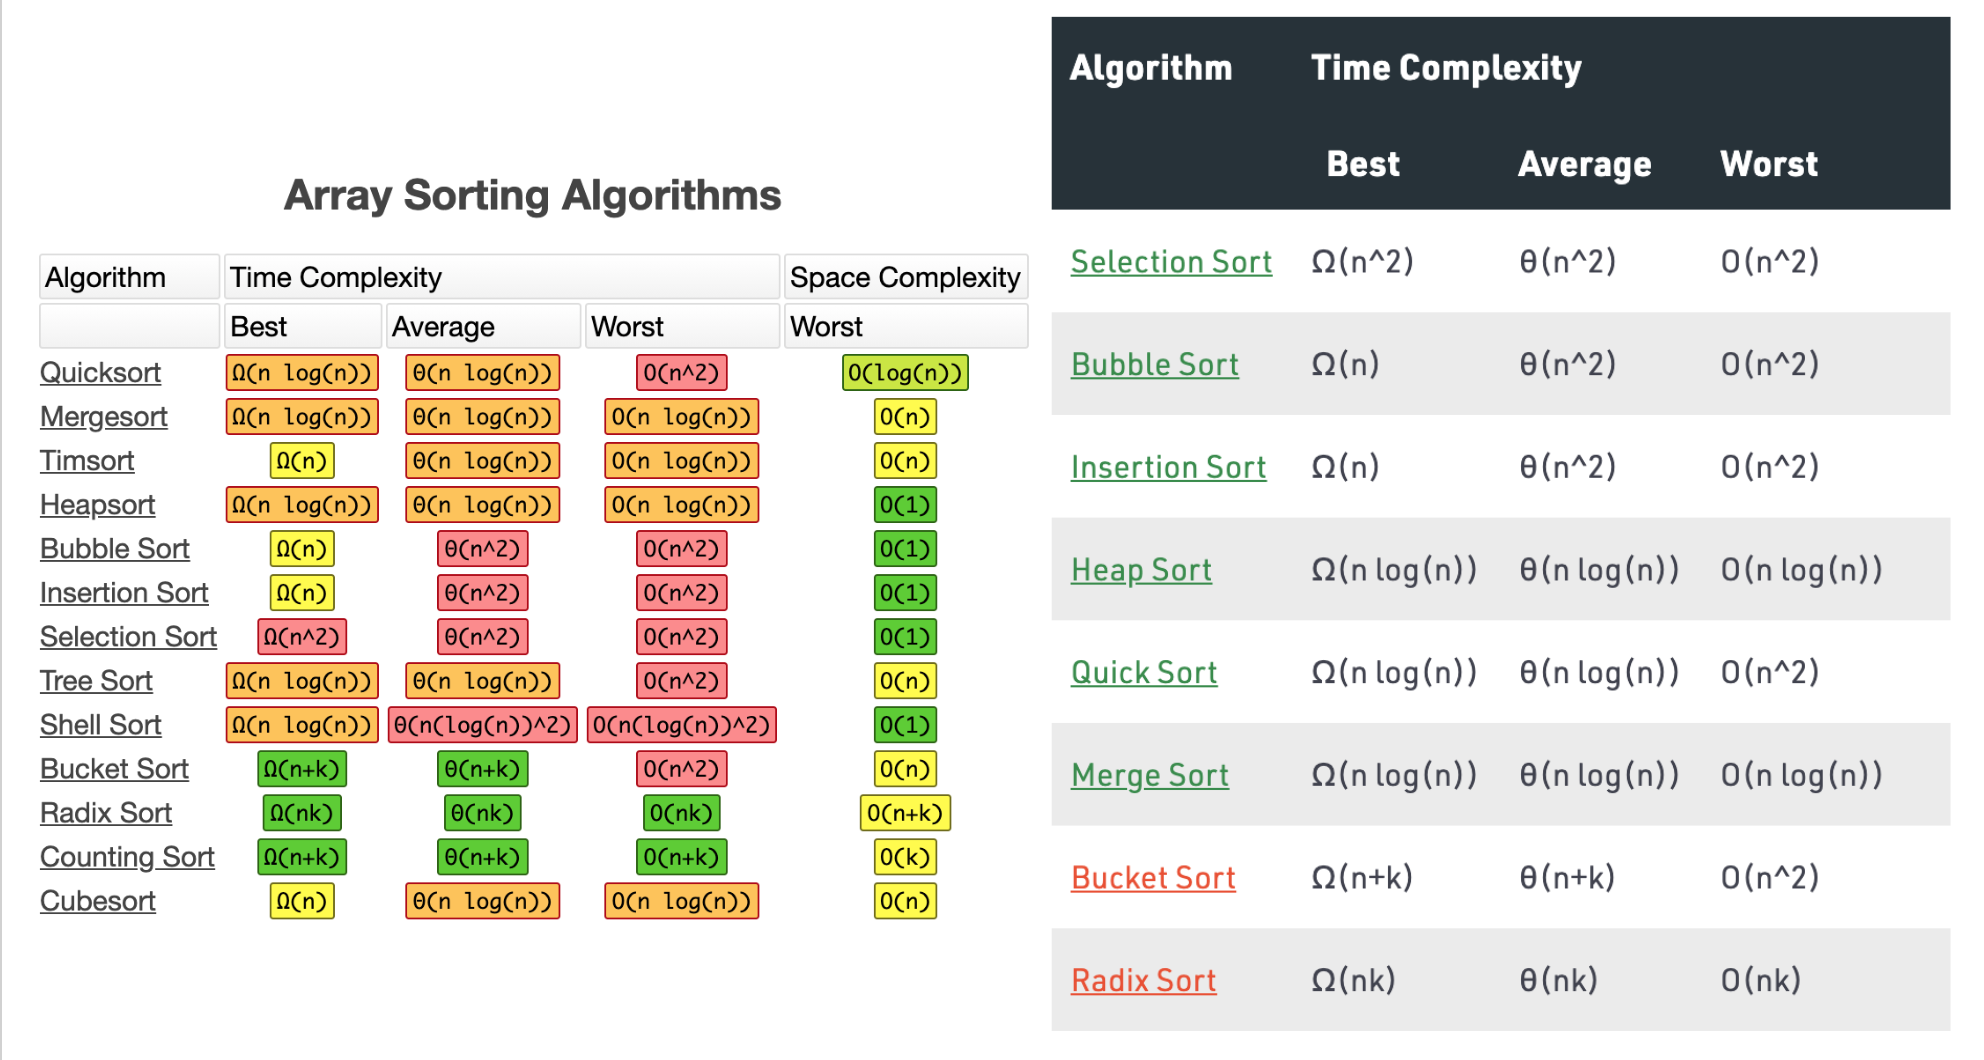 Array Sorting Algorithms
Algorithm Time Complexity Space Complexity
Best Average Worst Worst
Quicksort Ω(n log(n)) θ(n log(n)) O(n^2) O(log(n))
Mergesort Ω(n log(n)) θ(n log(n)) O(n log(n)) O(n)
Timsort Ω(n) θ(n log(n)) O(n log(n)) O(n)
Heapsort Ω(n log(n)) θ(n log(n)) O(n log(n)) O(1)
Bubble Sort Ω(n) θ(n^2) O(n^2) O(1)
Insertion Sort Ω(n) θ(n^2) O(n^2) O(1)
Selection Sort Ω(n^2) θ(n^2) O(n^2) O(1)
Tree Sort Ω(n log(n)) θ(n log(n)) O(n^2) O(n)
Shell Sort Ω(n log(n)) θ(n(log(n))^2) O(n(log(n))^2) O(1)
Bucket Sort Ω(n+k) θ(n+k) O(n^2) O(n)
Radix Sort Ω(nk) θ(nk) O(nk) O(n+k)
Counting Sort Ω(n+k) θ(n+k) O(n+k) O(k)
Cubesort Ω(n) θ(n log(n)) O(n log(n)) O(n)
Algorithm Time Complexity
Best Average Worst
Selection Sort Ω(n^2) θ(n^2) O(n^2)
Bubble Sort Ω(n) θ(n^2) O(n^2)
Insertion Sort Ω(n) θ(n^2) O(n^2)
Heap Sort Ω(n log(n)) θ(n log(n)) O(n log(n))
Quick Sort Ω(n log(n)) θ(n log(n)) O(n^2)
Merge Sort Ω(n log(n)) θ(n log(n)) O(n log(n))
Bucket Sort Ω(n+k) θ(n+k) O(n^2)
Radix Sort Ω(nk) θ(nk) O(nk)